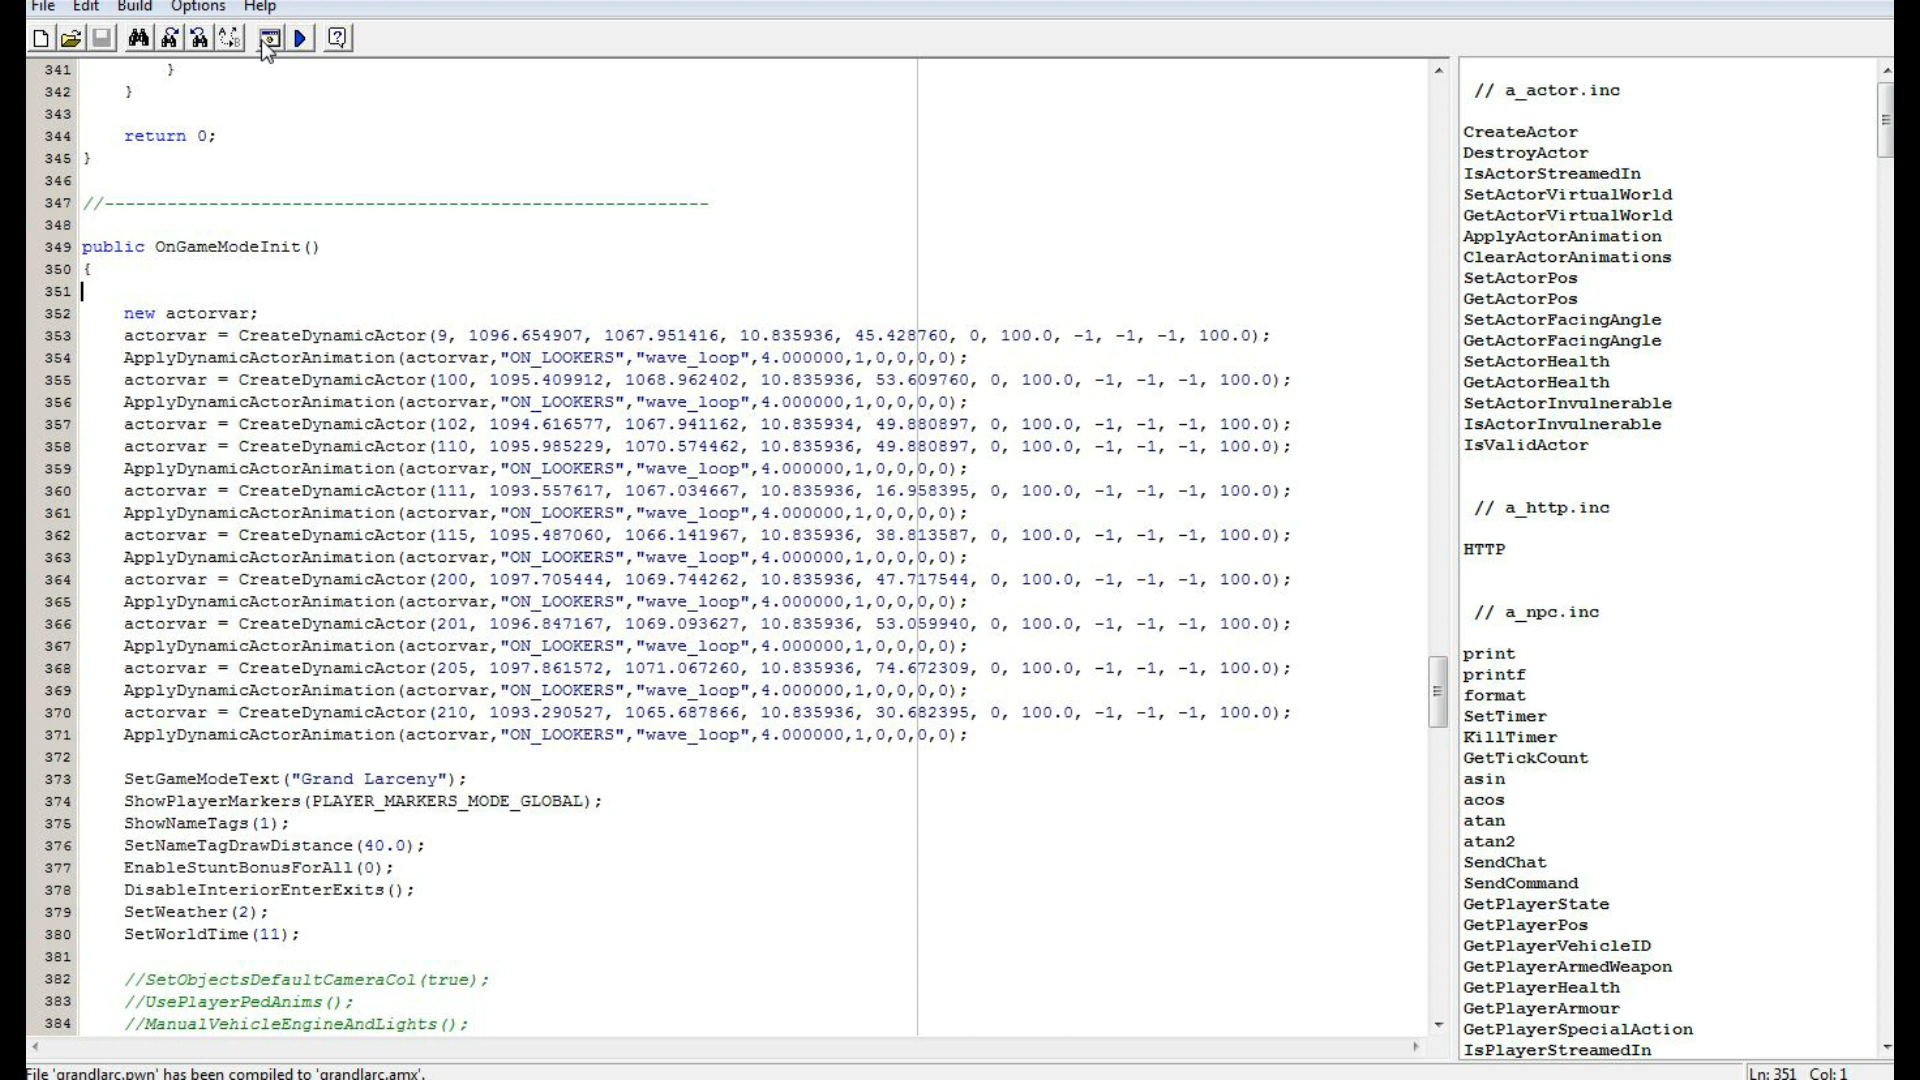 File Edit Build Options Help
341 }
342 }
343
344 return 0;
345 }
346
347 //----------------------------------------------------------
348
349 public OnGameModeInit()
350 {
351
352 new actorvar;
353 actorvar = CreateDynamicActor(9, 1096.654907, 1067.951416, 10.835936, 45.428760, 0, 100.0, -1, -1, -1, 100.0);
354 ApplyDynamicActorAnimation(actorvar,"ON_LOOKERS","wave_loop",4.000000,1,0,0,0,0);
355 actorvar = CreateDynamicActor(100, 1095.409912, 1068.962402, 10.835936, 53.609760, 0, 100.0, -1, -1, -1, 100.0);
356 ApplyDynamicActorAnimation(actorvar,"ON_LOOKERS","wave_loop",4.000000,1,0,0,0,0);
357 actorvar = CreateDynamicActor(102, 1094.616577, 1067.941162, 10.835934, 49.880897, 0, 100.0, -1, -1, -1, 100.0);
358 actorvar = CreateDynamicActor(110, 1095.985229, 1070.574462, 10.835936, 49.880897, 0, 100.0, -1, -1, -1, 100.0);
359 ApplyDynamicActorAnimation(actorvar,"ON_LOOKERS","wave_loop",4.000000,1,0,0,0,0);
360 actorvar = CreateDynamicActor(111, 1093.557617, 1067.034667, 10.835936, 16.958395, 0, 100.0, -1, -1, -1, 100.0);
361 ApplyDynamicActorAnimation(actorvar,"ON_LOOKERS","wave_loop",4.000000,1,0,0,0,0);
362 actorvar = CreateDynamicActor(115, 1095.487060, 1066.141967, 10.835936, 38.813587, 0, 100.0, -1, -1, -1, 100.0);
363 ApplyDynamicActorAnimation(actorvar,"ON_LOOKERS","wave_loop",4.000000,1,0,0,0,0);
364 actorvar = CreateDynamicActor(200, 1097.705444, 1069.744262, 10.835936, 47.717544, 0, 100.0, -1, -1, -1, 100.0);
365 ApplyDynamicActorAnimation(actorvar,"ON_LOOKERS","wave_loop",4.000000,1,0,0,0,0);
366 actorvar = CreateDynamicActor(201, 1096.847167, 1069.093627, 10.835936, 53.059940, 0, 100.0, -1, -1, -1, 100.0);
367 ApplyDynamicActorAnimation(actorvar,"ON_LOOKERS","wave_loop",4.000000,1,0,0,0,0);
368 actorvar = CreateDynamicActor(205, 1097.861572, 1071.067260, 10.835936, 74.672309, 0, 100.0, -1, -1, -1, 100.0);
369 ApplyDynamicActorAnimation(actorvar,"ON_LOOKERS","wave_loop",4.000000,1,0,0,0,0);
370 actorvar = CreateDynamicActor(210, 1093.290527, 1065.687866, 10.835936, 30.682395, 0, 100.0, -1, -1, -1, 100.0);
371 ApplyDynamicActorAnimation(actorvar,"ON_LOOKERS","wave_loop",4.000000,1,0,0,0,0);
372
373 SetGameModeText("Grand Larceny");
374 ShowPlayerMarkers(PLAYER_MARKERS_MODE_GLOBAL);
375 ShowNameTags(1);
376 SetNameTagDrawDistance(40.0);
377 EnableStuntBonusForAll(0);
378 DisableInteriorEnterExits();
379 SetWeather(2);
380 SetWorldTime(11);
381
382 //SetObjectsDefaultCameraCol(true);
383 //UsePlayerPedAnims();
384 //ManualVehicleEngineAndLights();
// a_actor.inc
CreateActor
DestroyActor
IsActorStreamedIn
SetActorVirtualWorld
GetActorVirtualWorld
ApplyActorAnimation
ClearActorAnimations
SetActorPos
GetActorPos
SetActorFacingAngle
GetActorFacingAngle
SetActorHealth
GetActorHealth
SetActorInvulnerable
IsActorInvulnerable
IsValidActor
// a_http.inc
HTTP
// a_npc.inc
print
printf
format
SetTimer
KillTimer
GetTickCount
asin
acos
atan
atan2
SendChat
SendCommand
GetPlayerState
GetPlayerPos
GetPlayerVehicleID
GetPlayerArmedWeapon
GetPlayerHealth
GetPlayerArmour
GetPlayerSpecialAction
IsPlayerStreamedIn
File 'grandlarc.pwn' has been compiled to 'grandlarc.amx'.
Ln: 351 Col: 1